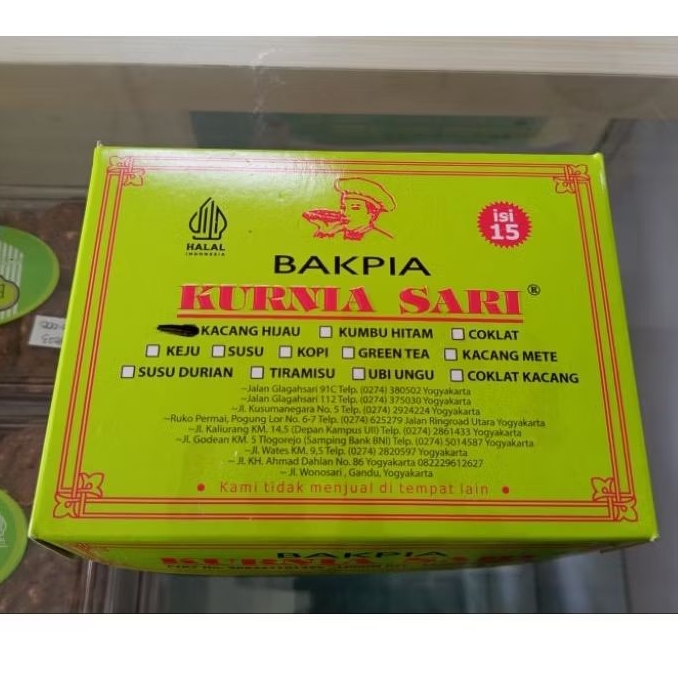 HALAL
INDONESIA
isi
15
BAKPIA
KURNIA SARI®
KACANG HIJAU KUMBU HITAM COKLAT
KEJU SUSU KOPI GREEN TEA KACANG METE
SUSU DURIAN TIRAMISU UBI UNGU COKLAT KACANG
~Jalan Glagahsari 91C Telp. (0274) 380502 Yogyakarta
~Jalan Glagahsari 112 Telp. (0274) 375030 Yogyakarta
~Jl. Kusumanegara No. 5 Telp. (0274) 2924224 Yogyakarta
~Ruko Permai, Pogung Lor No. 6-7 Telp. (0274) 625279 Jalan Ringroad Utara Yogyakarta
~Jl. Kaliurang KM. 14,5 (Depan Kampus UII) Telp. (0274) 2861433 Yogyakarta
~Jl. Godean KM. 5 Tlogorejo (Samping Bank BNI) Telp. (0274) 5014587 Yogyakarta
~Jl. Wates KM. 9,5 Telp. (0274) 2820597 Yogyakarta
~Jl. KH. Ahmad Dahlan No. 86 Yogyakarta 082229612627
~ Jl. Wonosari, Gandu, Yogyakarta
• Kami tidak menjual di tempat lain •
BAKPIA
KURNIA SARI